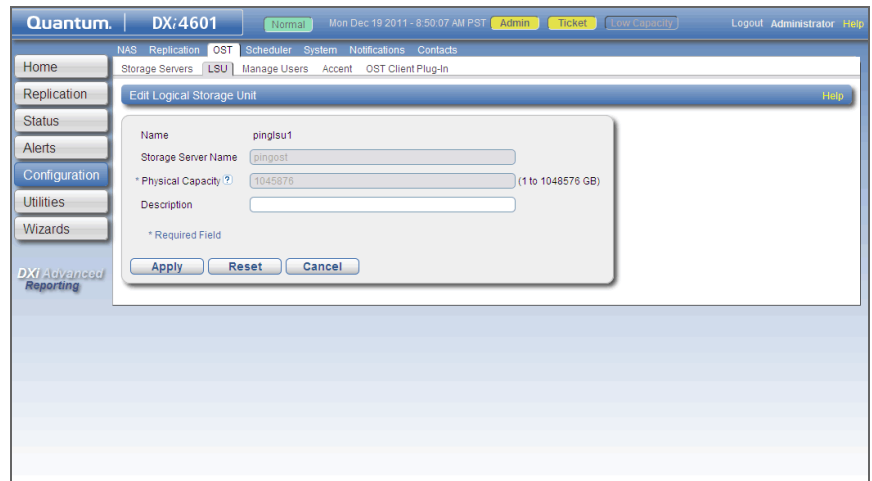 Quantum. DXi4601 Normal Mon Dec 19 2011 - 8:50:07 AM PST Admin Ticket Low Capacity Logout Administrator Help
NAS Replication OST Scheduler System Notifications Contacts
Storage Servers LSU Manage Users Accent OST Client Plug-In
Home
Replication
Status
Alerts
Configuration
Utilities
Wizards
DXi Advanced
Reporting
Edit Logical Storage Unit Help
Name pinglsu1
Storage Server Name pingost
* Physical Capacity ? 1045876 (1 to 1048576 GB)
Description
* Required Field
Apply Reset Cancel